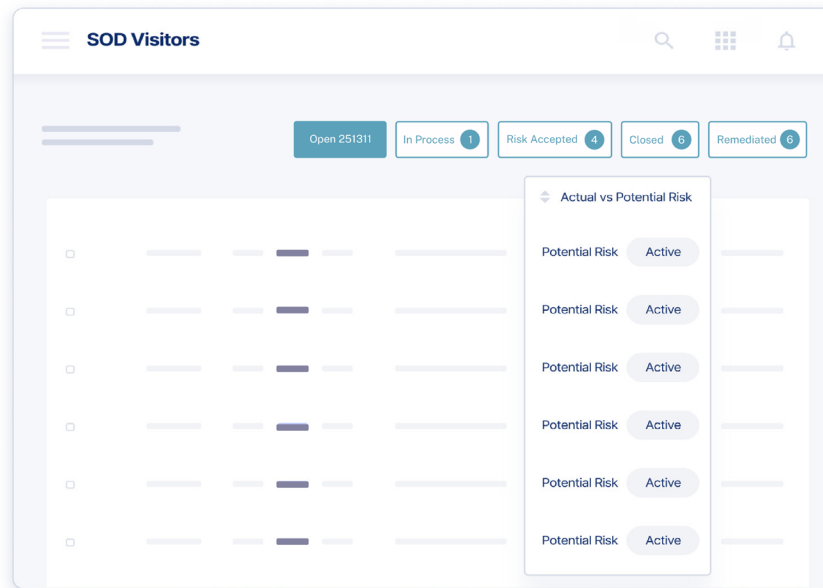 SOD Visitors
Open 251311
In Process 1
Risk Accepted 4
Closed 6
Remediated 6
Actual vs Potential Risk
Potential Risk Active
Potential Risk Active
Potential Risk Active
Potential Risk Active
Potential Risk Active
Potential Risk Active